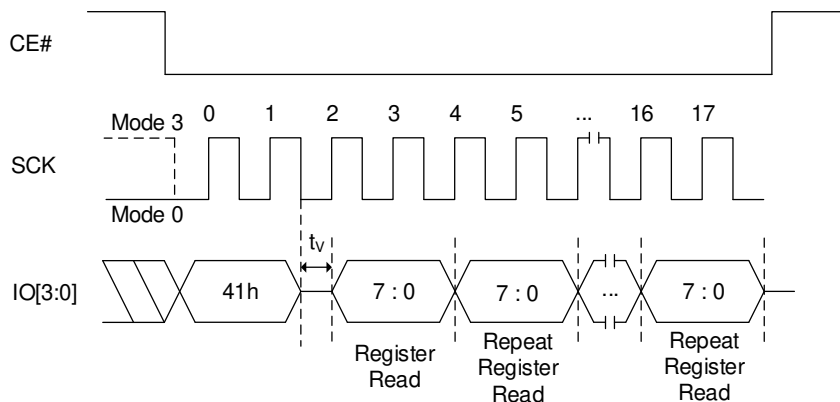 CE#
0 1 2 3 4 5 ... 16 17
Mode 3
SCK
Mode 0
tV
IO[3:0] 41h 7 : 0 7 : 0 ... 7 : 0
Register
Read
Repeat
Register
Read
Repeat
Register
Read